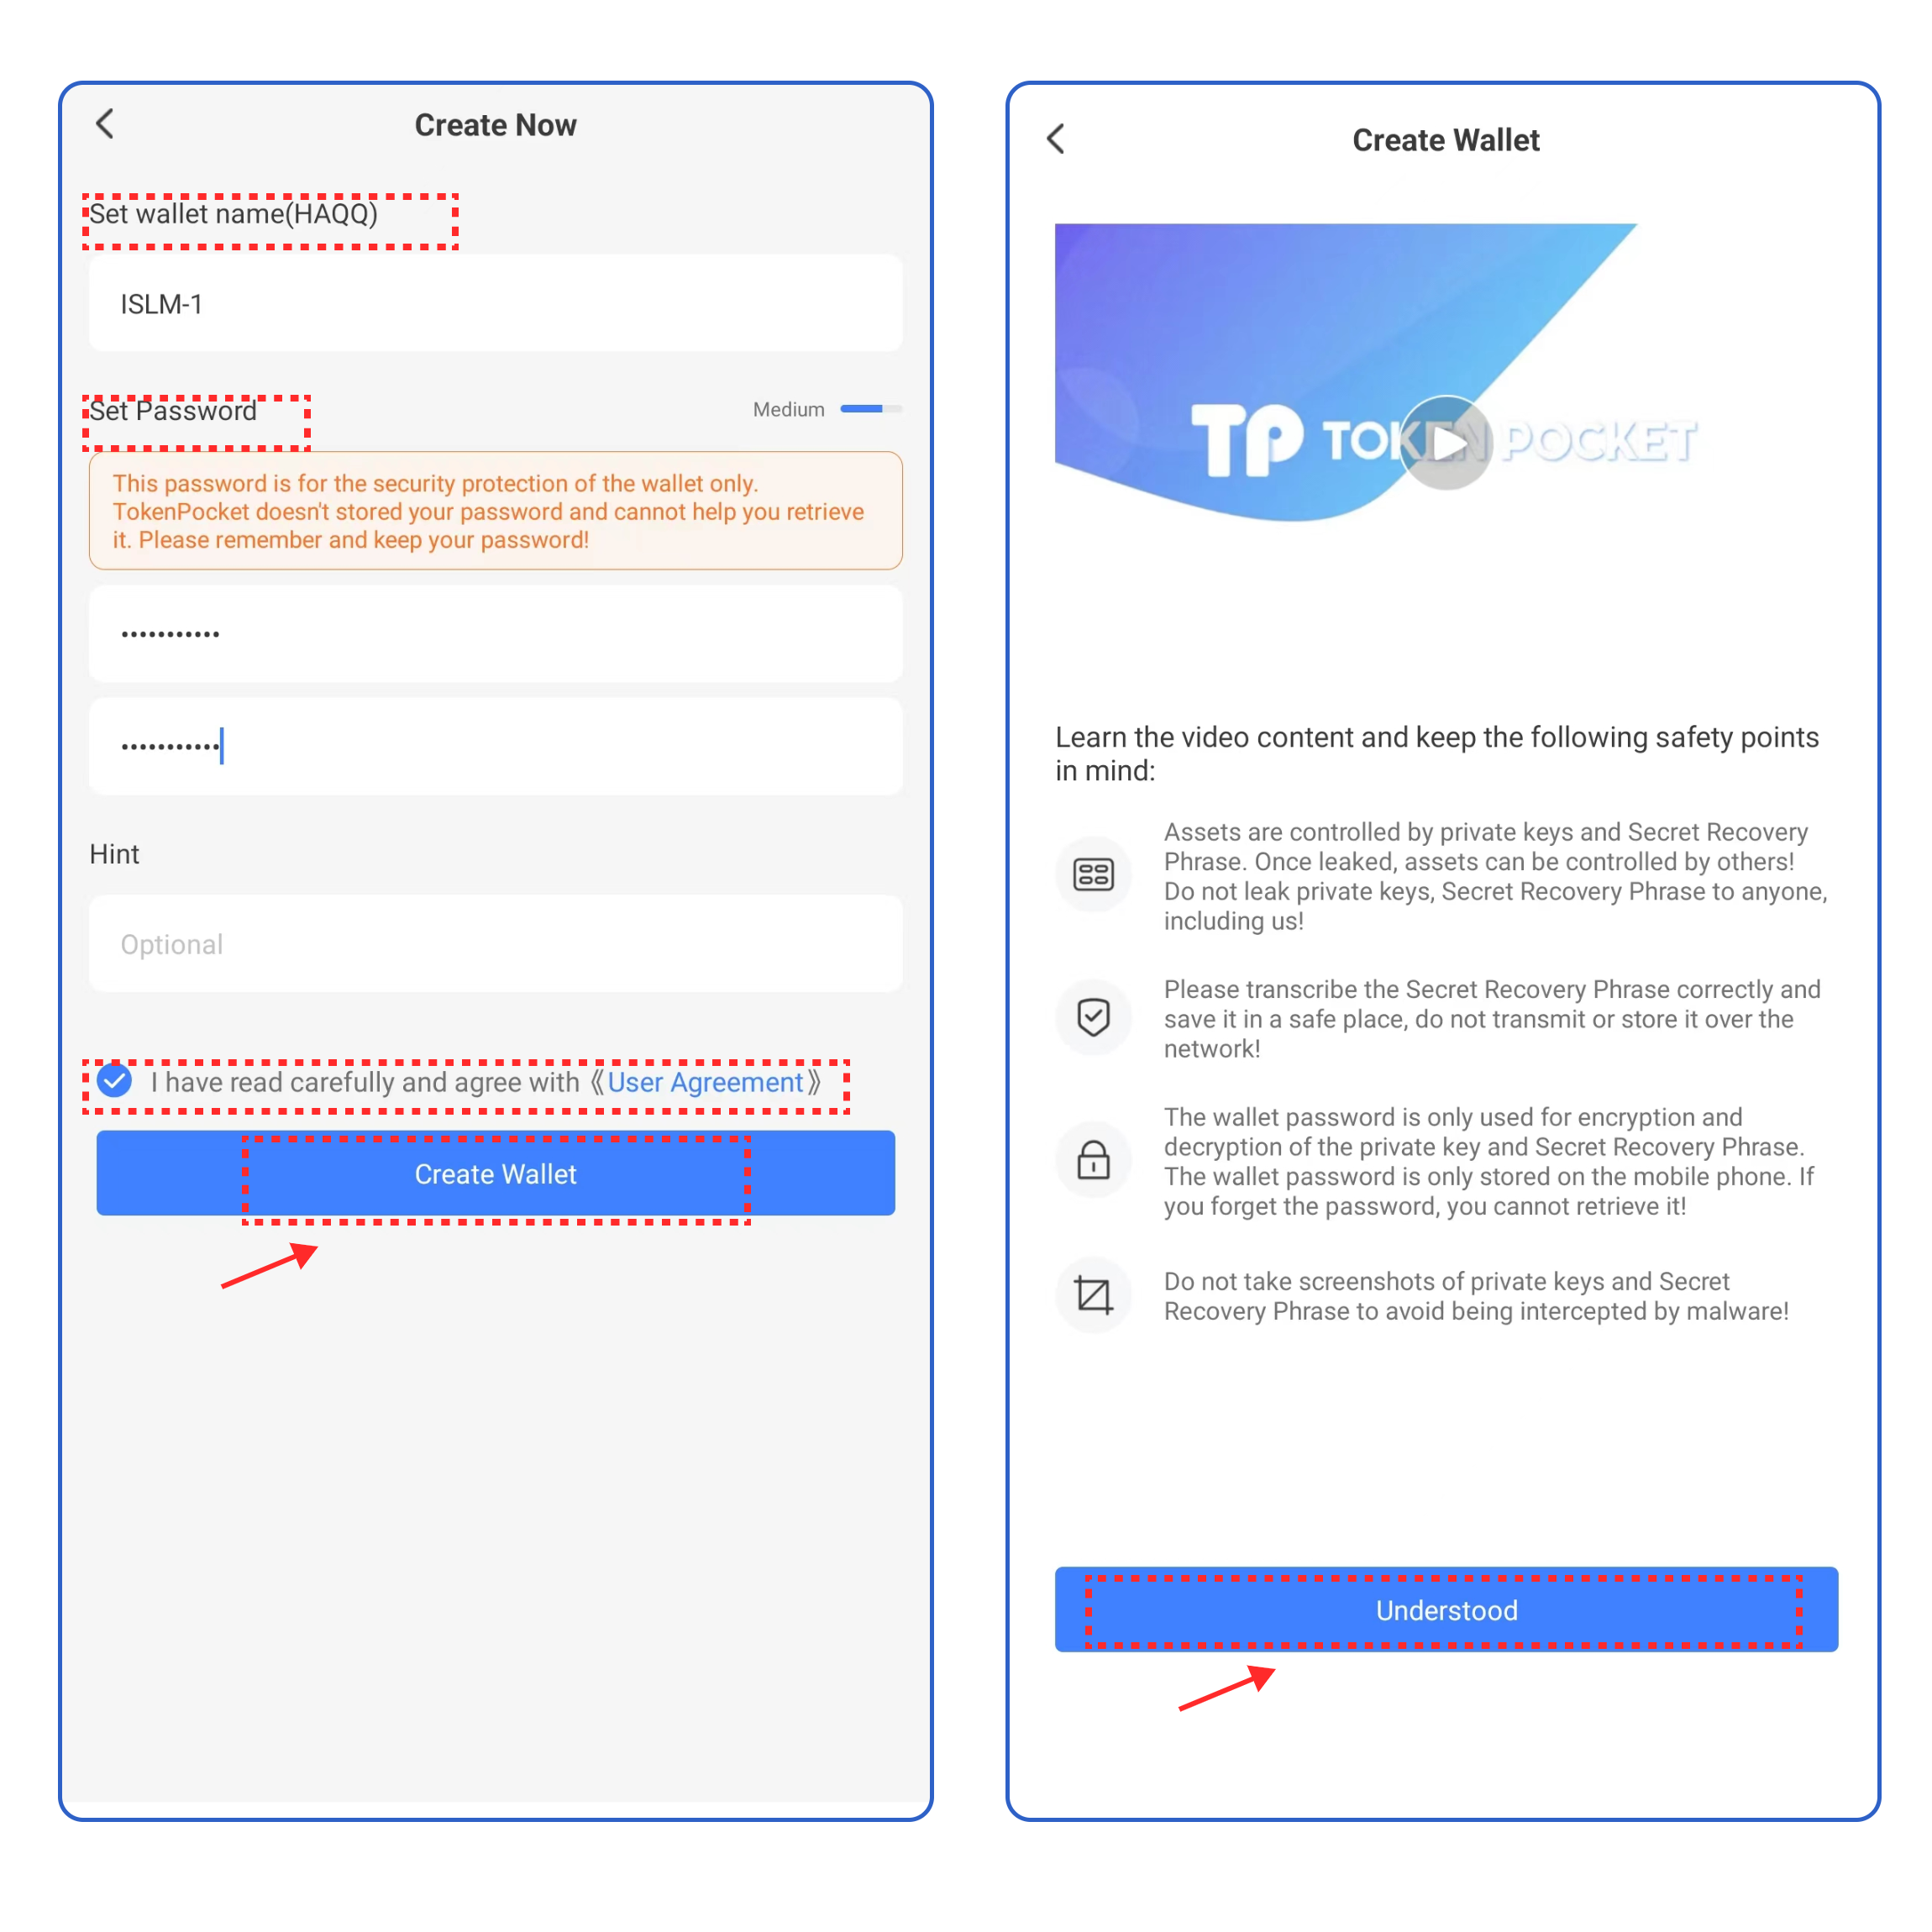 Create Now
Set wallet name(HAQQ)
ISLM-1
Set Password
Medium
This password is for the security protection of the wallet only.
TokenPocket doesn't stored your password and cannot help you retrieve
it. Please remember and keep your password!
•••••••••••
•••••••••••
Hint
Optional
I have read carefully and agree with《User Agreement》
Create Wallet
Create Wallet
TP TOKEN POCKET
Learn the video content and keep the following safety points
in mind:
Assets are controlled by private keys and Secret Recovery
Phrase. Once leaked, assets can be controlled by others!
Do not leak private keys, Secret Recovery Phrase to anyone,
including us!
Please transcribe the Secret Recovery Phrase correctly and
save it in a safe place, do not transmit or store it over the
network!
The wallet password is only used for encryption and
decryption of the private key and Secret Recovery Phrase.
The wallet password is only stored on the mobile phone. If
you forget the password, you cannot retrieve it!
Do not take screenshots of private keys and Secret
Recovery Phrase to avoid being intercepted by malware!
Understood